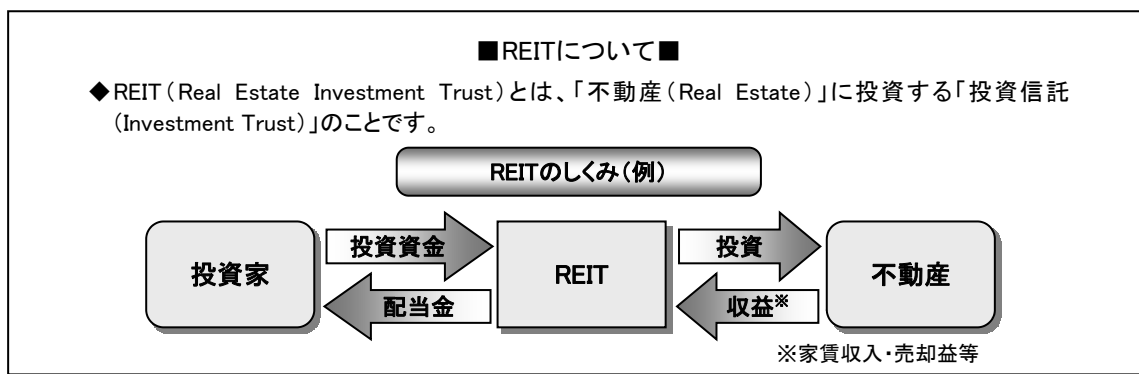 ■REITについて■
◆REIT(Real Estate Investment Trust)とは、「不動産(Real Estate)」に投資する「投資信託
(Investment Trust)」のことです。
REITのしくみ(例)
投資家
投資資金
配当金
REIT
投資
収益※
不動産
※家賃収入・売却益等